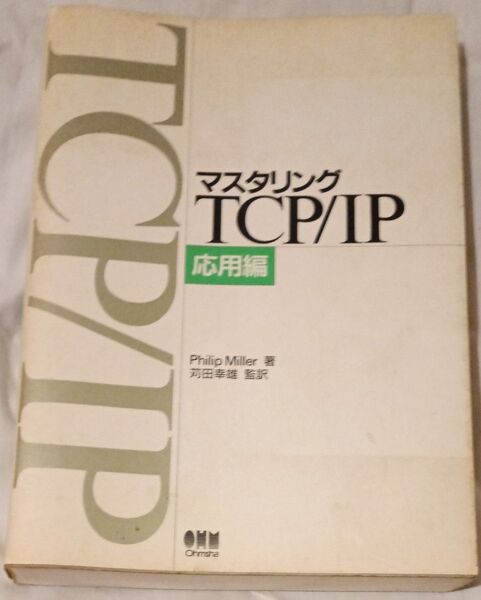 TCP/IP
マスタリング
TCP/IP
応用編
Philip Miller 著
苅田幸雄 監訳
OHM
Ohmsha